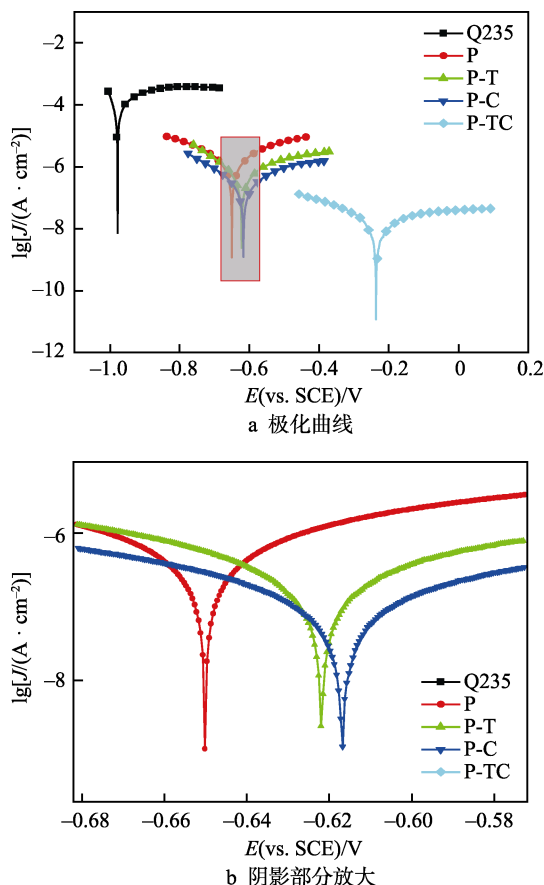 −2
−4
−6
−8
−10
−12
lg[J/(A · cm⁻²)]
Q235
P
P-T
P-C
P-TC
−1.0
−0.8
−0.6
−0.4
−0.2
0
0.2
E(vs. SCE)/V
a 极化曲线
−6
−8
lg[J/(A · cm⁻²)]
Q235
P
P-T
P-C
P-TC
−0.68
−0.66
−0.64
−0.62
−0.60
−0.58
E(vs. SCE)/V
b 阴影部分放大